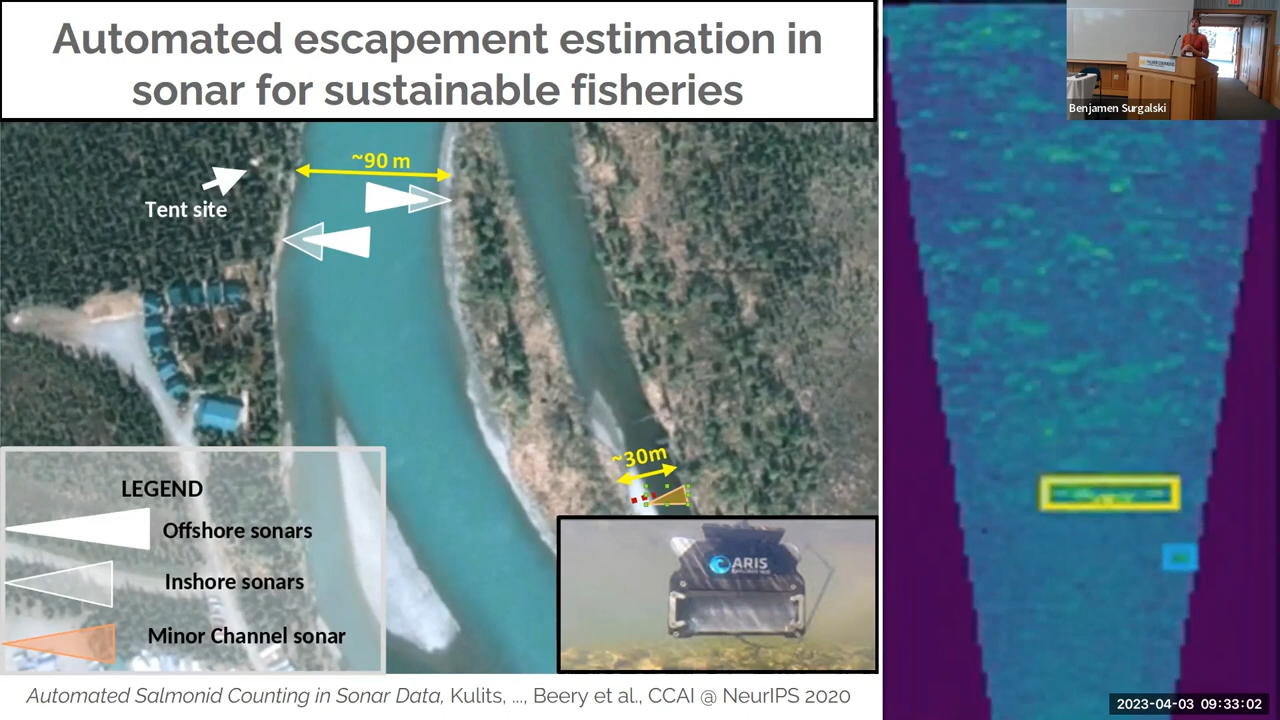 Automated escapement estimation in
sonar for sustainable fisheries
~90 m
Tent site
~30m
LEGEND
Offshore sonars
Inshore sonars
Minor Channel sonar
ARIS
Automated Salmonid Counting in Sonar Data, Kulits, ..., Beery et al., CCAI @ NeurIPS 2020
Benjamen Surgalski
2023-04-03 09:33:02